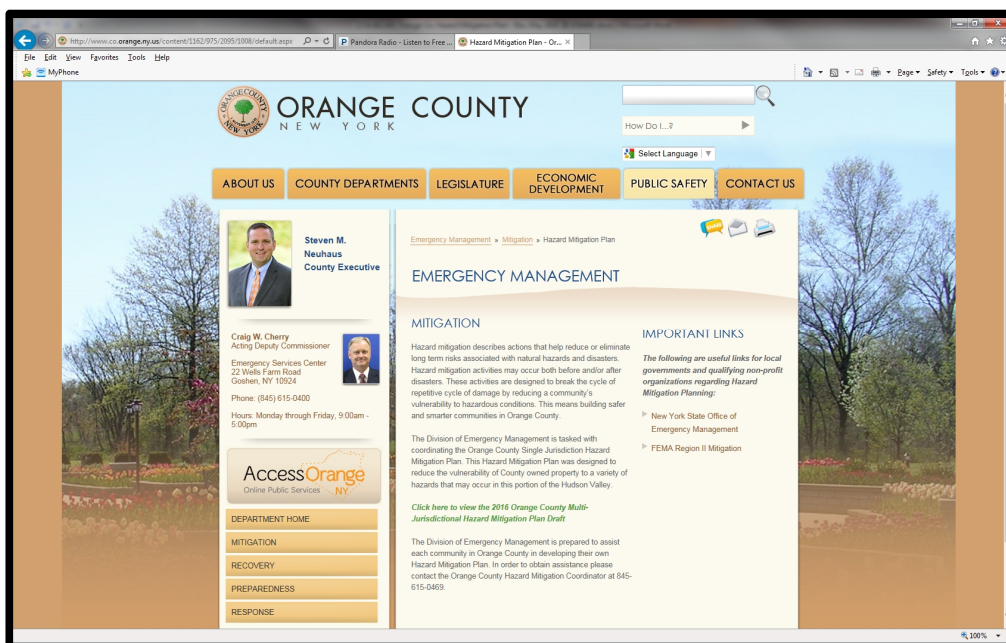 http://www.co.orange.ny.us/content/1162/975/2095/1008/default.aspx
Pandora Radio - Listen to Free ...
Hazard Mitigation Plan - Or...
File Edit View Favorites Tools Help
MyPhone
Page Safety Tools
ORANGE COUNTY
NEW YORK
ORANGE COUNTY
NEW YORK
How Do I...?
Select Language
ABOUT US
COUNTY DEPARTMENTS
LEGISLATURE
ECONOMIC
DEVELOPMENT
PUBLIC SAFETY
CONTACT US
Steven M.
Neuhaus
County Executive
Craig W. Cherry
Acting Deputy Commissioner
Emergency Services Center
22 Wells Farm Road
Goshen, NY 10924
Phone: (845) 615-0400
Hours: Monday through Friday, 9:00am -
5:00pm
AccessOrange
Online Public Services NY
DEPARTMENT HOME
MITIGATION
RECOVERY
PREPAREDNESS
RESPONSE
Emergency Management » Mitigation » Hazard Mitigation Plan
EMERGENCY MANAGEMENT
MITIGATION
Hazard mitigation describes actions that help reduce or eliminate
long term risks associated with natural hazards and disasters.
Hazard mitigation activities may occur both before and/or after
disasters. These activities are designed to break the cycle of
repetitive cycle of damage by reducing a community's
vulnerability to hazardous conditions. This means building safer
and smarter communities in Orange County.
The Division of Emergency Management is tasked with
coordinating the Orange County Single Jurisdiction Hazard
Mitigation Plan. This Hazard Mitigation Plan was designed to
reduce the vulnerability of County owned property to a variety of
hazards that may occur in this portion of the Hudson Valley.
Click here to view the 2016 Orange County Multi-
Jurisdictional Hazard Mitigation Plan Draft
The Division of Emergency Management is prepared to assist
each community in Orange County in developing their own
Hazard Mitigation Plan. In order to obtain assistance please
contact the Orange County Hazard Mitigation Coordinator at 845-
615-0469.
IMPORTANT LINKS
The following are useful links for local
governments and qualifying non-profit
organizations regarding Hazard
Mitigation Planning:
New York State Office of
Emergency Management
FEMA Region II Mitigation
100%